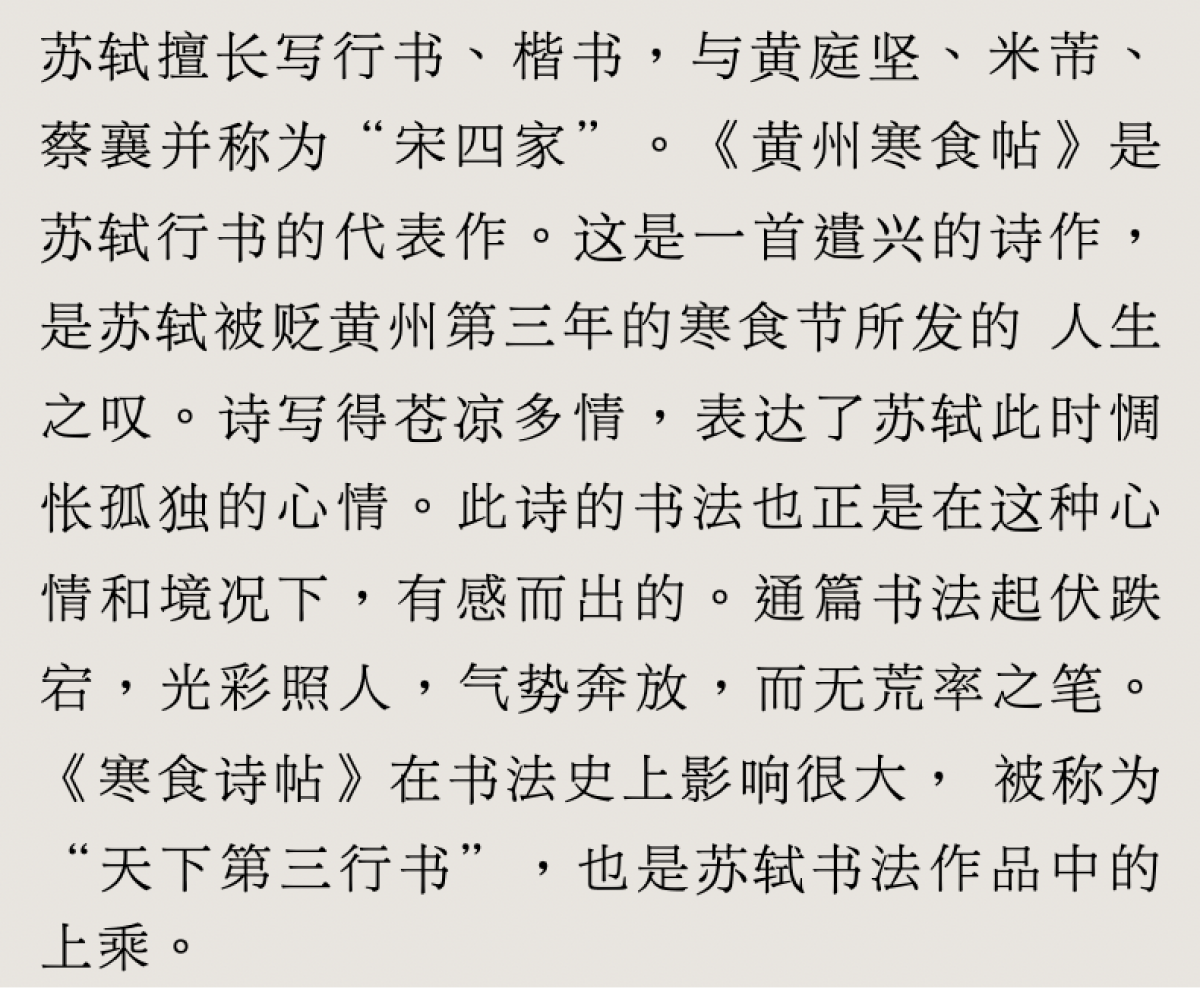 苏轼擅长写行书、楷书，与黄庭坚、米芾、
蔡襄并称为“宋四家”。《黄州寒食帖》是
苏轼行书的代表作。这是一首遣兴的诗作，
是苏轼被贬黄州第三年的寒食节所发的 人生
之叹。诗写得苍凉多情，表达了苏轼此时惆
怅孤独的心情。此诗的书法也正是在这种心
情和境况下，有感而出的。通篇书法起伏跌
宕，光彩照人，气势奔放，而无荒率之笔。
《寒食诗帖》在书法史上影响很大， 被称为
“天下第三行书”，也是苏轼书法作品中的
上乘。